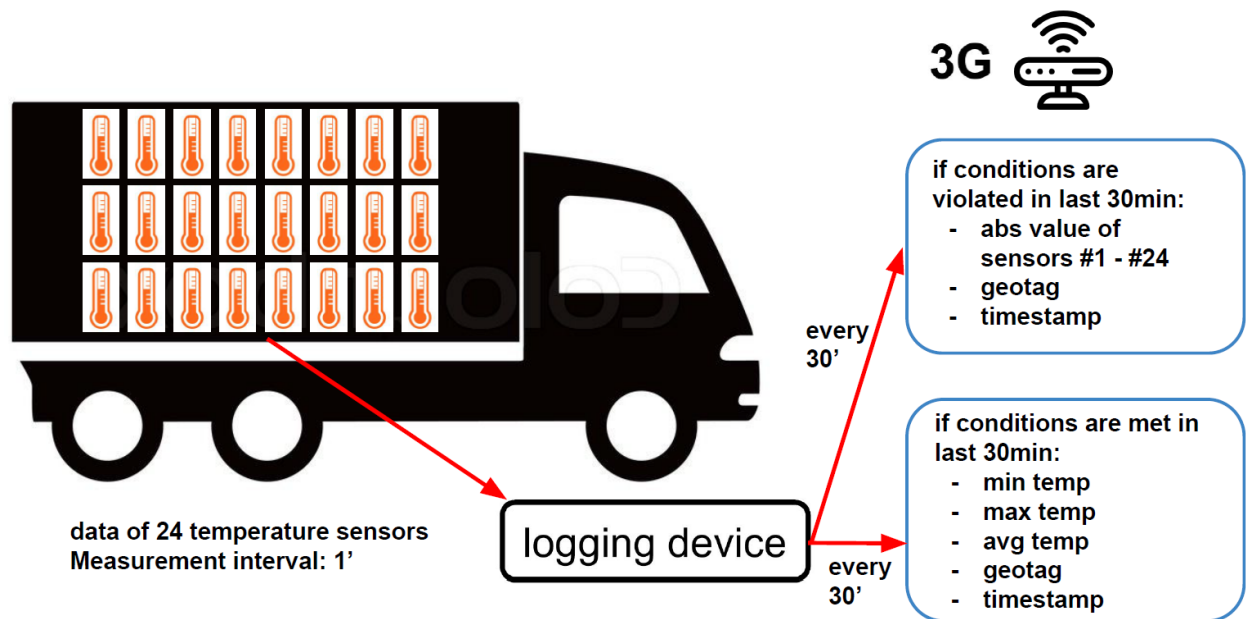 3G
if conditions are
violated in last 30min:
- abs value of
sensors #1 - #24
- geotag
- timestamp
every
30’
if conditions are met in
last 30min:
- min temp
- max temp
- avg temp
- geotag
- timestamp
logging device
every
30’
data of 24 temperature sensors
Measurement interval: 1’